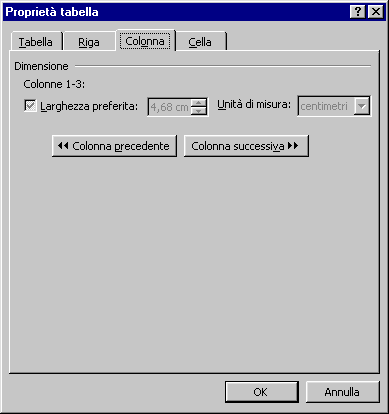 Proprietà tabella
Tabella Riga Colonna Cella
Dimensione
Colonne 1-3:
Larghezza preferita: 4,68 cm Unità di misura: centimetri
Colonna precedente Colonna successiva
OK Annulla